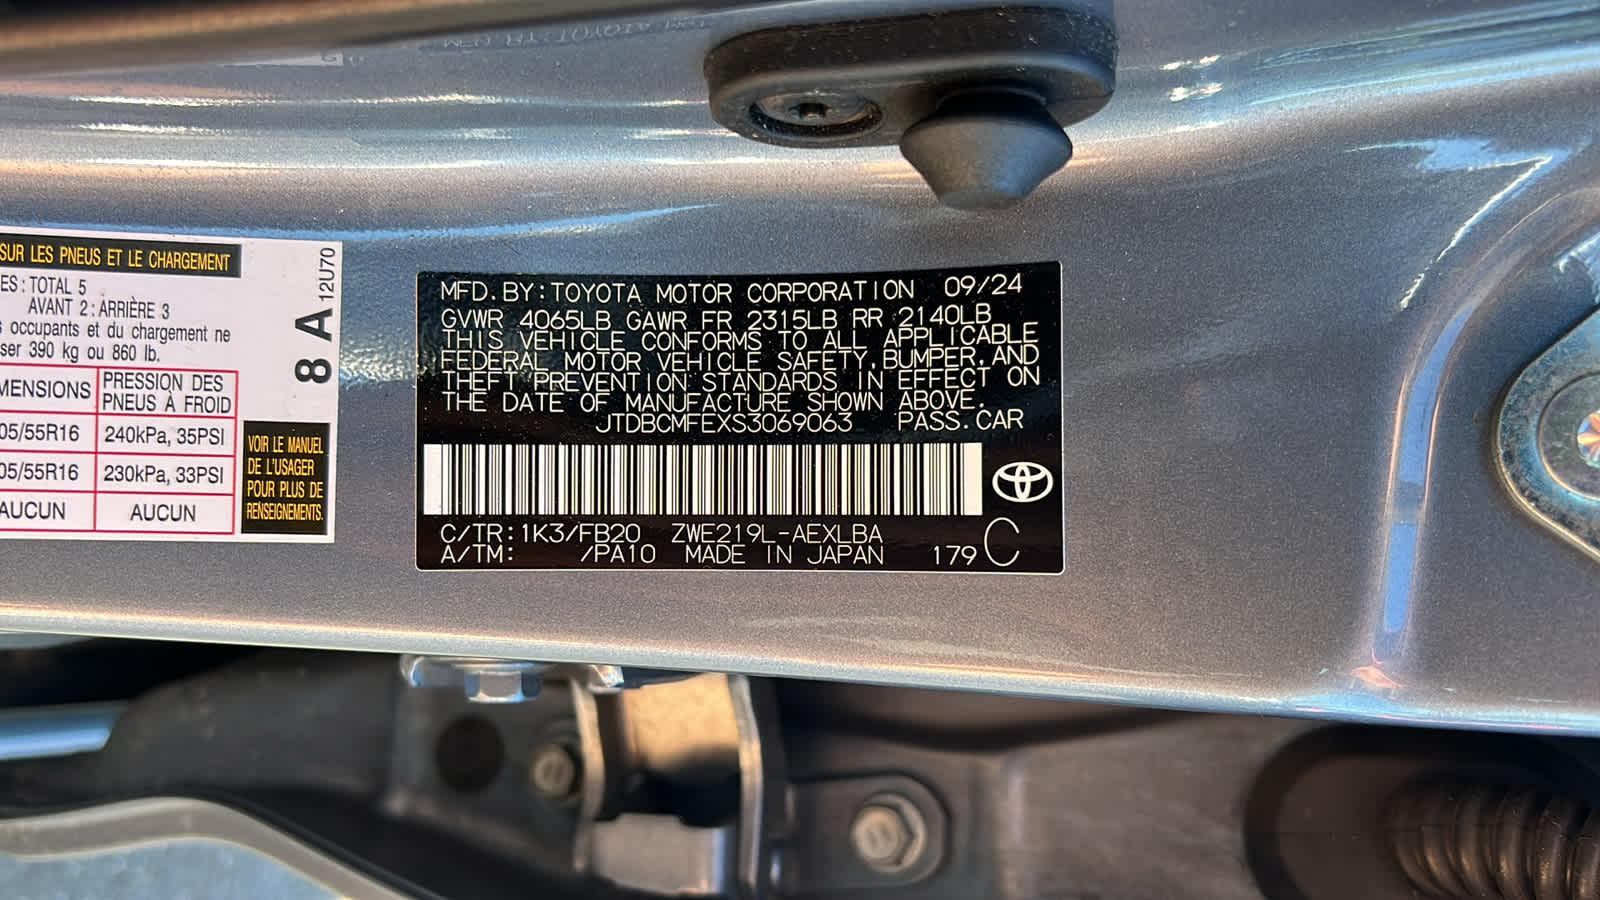 SUR LES PNEUS ET LE CHARGEMENT
ES: TOTAL 5
AVANT 2: ARRIÈRE 3
occupants et du chargement ne
ser 390 kg ou 860 lb.
MENSIONS PRESSION DES PNEUS À FROID
05/55R16 240kPa, 35PSI
05/55R16 230kPa, 33PSI
AUCUN AUCUN
8 A 12U70
VOIR LE MANUEL
DE L'USAGER
POUR PLUS DE
RENSEIGNEMENTS.
MFD. BY: TOYOTA MOTOR CORPORATION 09/24
GVWR 4065LB GAWR FR 2315LB RR 2140LB
THIS VEHICLE CONFORMS TO ALL APPLICABLE
FEDERAL MOTOR VEHICLE SAFETY, BUMPER, AND
THEFT PREVENTION STANDARDS IN EFFECT ON
THE DATE OF MANUFACTURE SHOWN ABOVE.
JTDBCMFEXS3069063 PASS. CAR
C/TR: 1K3/FB20 ZWE219L-AEXLBA
A/TM: /PA10 MADE IN JAPAN 179 C